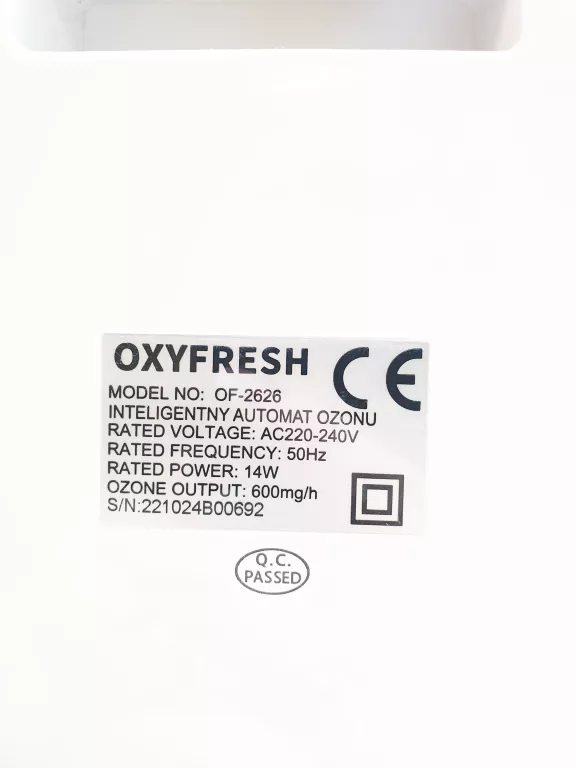 OXYFRESH CE
MODEL NO: OF-2626
INTELIGENTNY AUTOMAT OZONU
RATED VOLTAGE: AC220-240V
RATED FREQUENCY: 50Hz
RATED POWER: 14W
OZONE OUTPUT: 600mg/h
S/N:221024B00692
Q.C.
PASSED